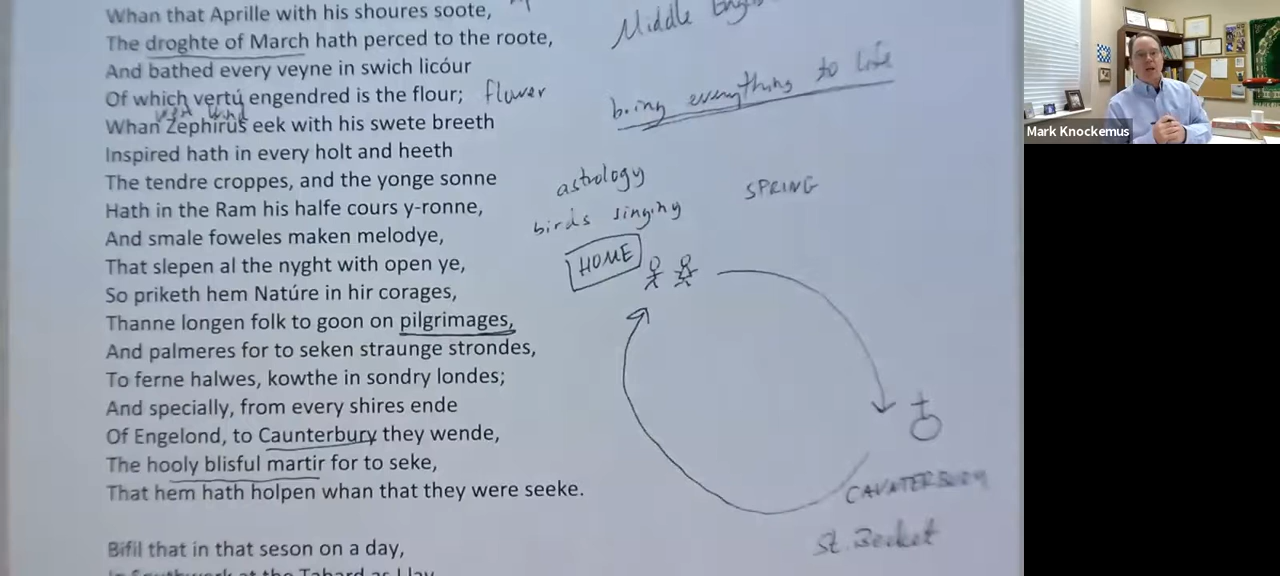 Whan that Aprille with his shoures soote,
The droghte of March hath perced to the roote,
And bathed every veyne in swich licóur
Of which vertú engendred is the flour; flower
Whan Zephirus eek with his swete breeth
Inspired hath in every holt and heeth
The tendre croppes, and the yonge sonne
Hath in the Ram his halfe cours y-ronne,
And smale foweles maken melodye,
That slepen al the nyght with open ye,
So priketh hem Natúre in hir corages,
Thanne longen folk to goon on pilgrimages,
And palmeres for to seken straunge strondes,
To ferne halwes, kowthe in sondry londes;
And specially, from every shires ende
Of Engelond, to Caunterbury they wende,
The hooly blisful martir for to seke,
That hem hath holpen whan that they were seeke.
Bifil that in that seson on a day,
Middle
bring everything to life
astrology
SPRING
birds singing
HOME
CAUNTERBURY
St. Becket
Mark Knockemus